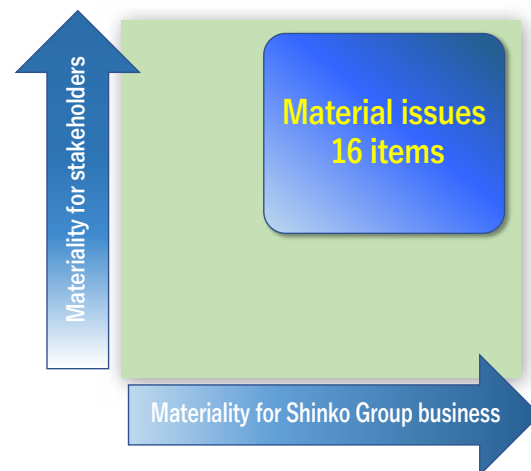 Materiality for stakeholders
Material issues
16 items
Materiality for Shinko Group business